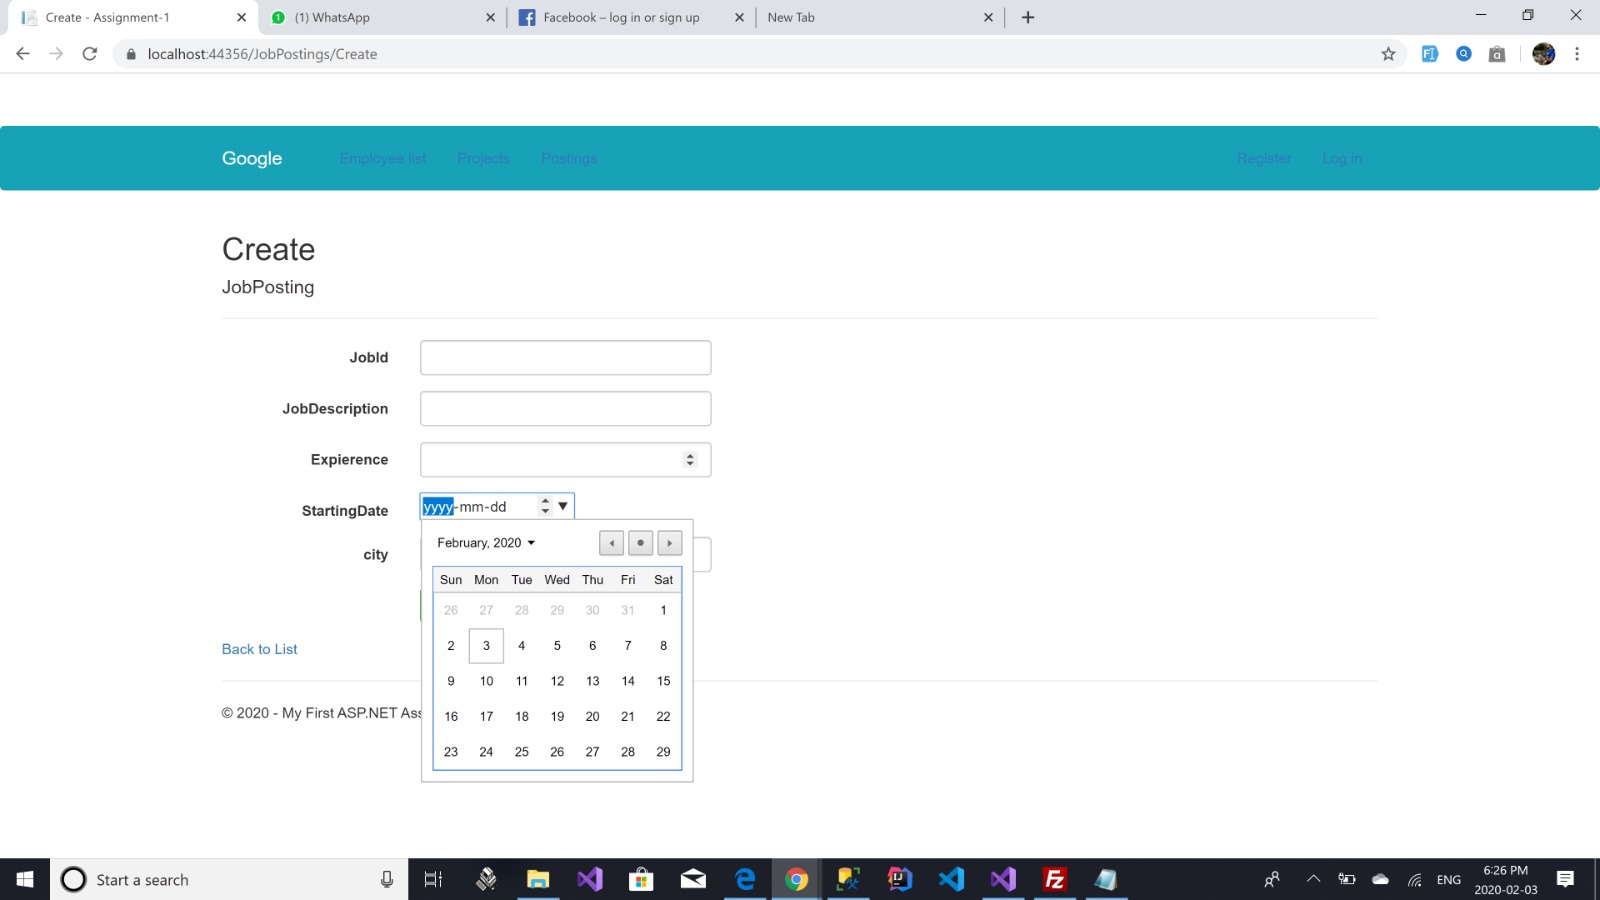 Create - Assignment-1
(1) WhatsApp
Facebook – log in or sign up
New Tab
localhost:44356/JobPostings/Create
Google Employee list Projects Postings Register Log in
Create
JobPosting
JobId
JobDescription
Expierence
StartingDate yyyy-mm-dd
February, 2020
city
Sun Mon Tue Wed Thu Fri Sat
26 27 28 29 30 31 1
2 3 4 5 6 7 8
9 10 11 12 13 14 15
16 17 18 19 20 21 22
23 24 25 26 27 28 29
Back to List
© 2020 - My First ASP.NET Ass
Start a search
ENG
6:26 PM
2020-02-03